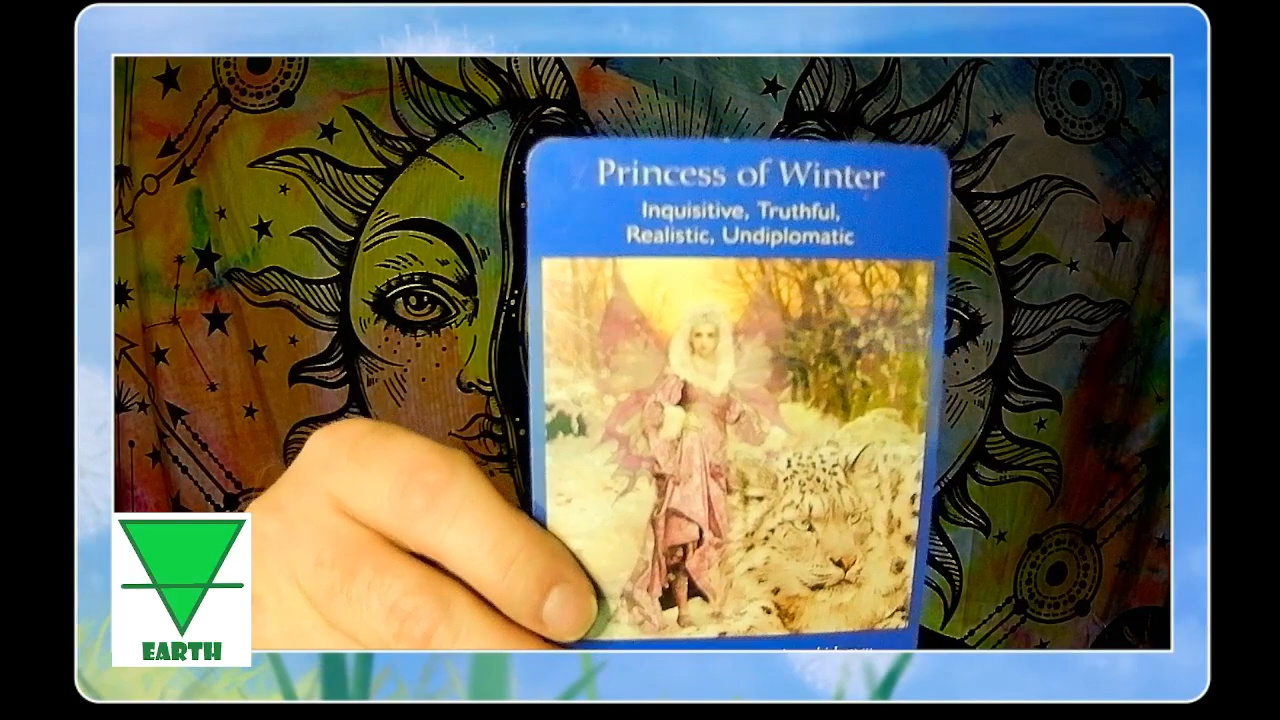 Princess of Winter
Inquisitive, Truthful,
Realistic, Undiplomatic
EARTH